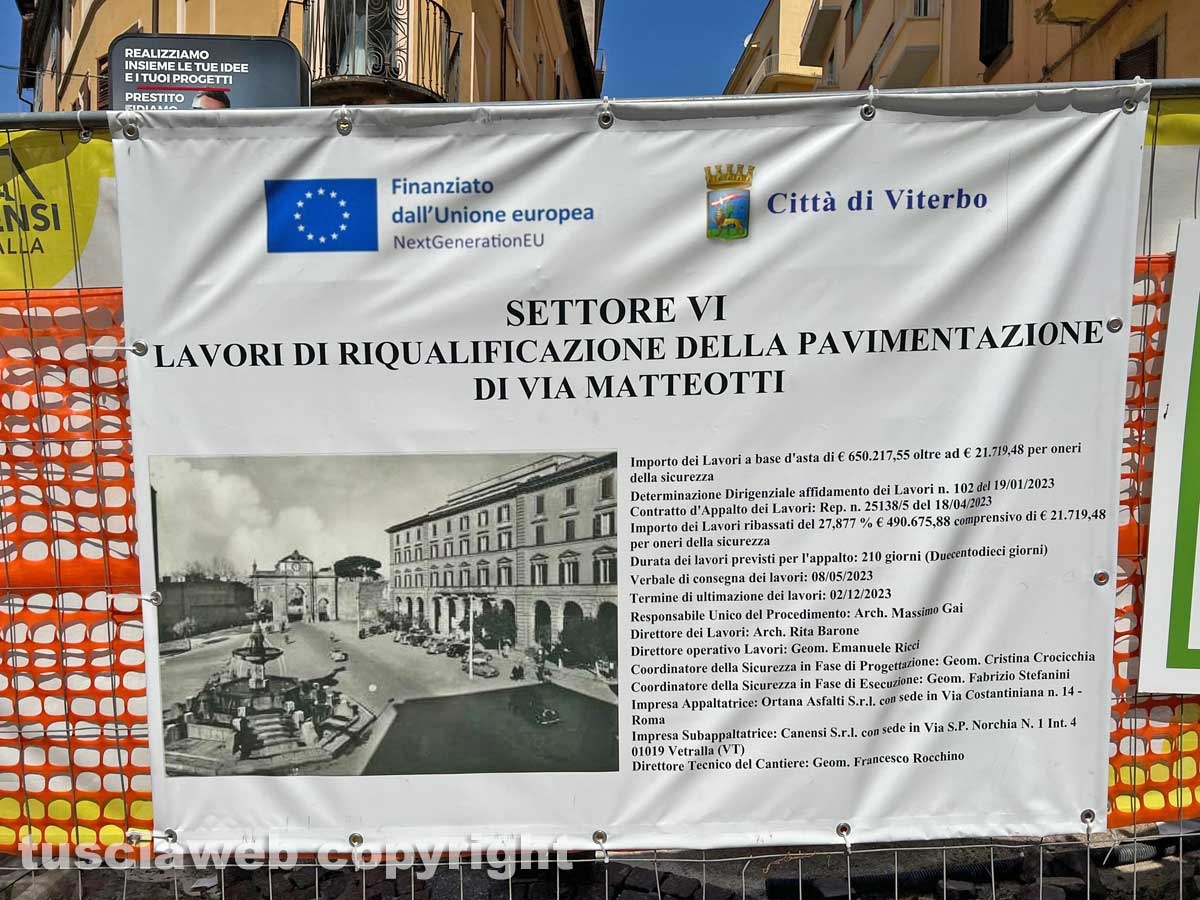 REALIZZIAMO
INSIEME LE TUE IDEE
E I TUOI PROGETTI
PRESTITO
ENSI
ALLA
Finanziato
dall'Unione europea
NextGenerationEU
Città di Viterbo
SETTORE VI
LAVORI DI RIQUALIFICAZIONE DELLA PAVIMENTAZIONE
DI VIA MATTEOTTI
Importo dei Lavori a base d'asta di € 650.217,55 oltre ad € 21.719,48 per oneri
della sicurezza
Determinazione Dirigenziale affidamento dei Lavori n. 102 del 19/01/2023
Contratto d'Appalto dei Lavori: Rep. n. 25138/5 del 18/04/2023
Importo dei Lavori ribassati del 27,877 % € 490.675,88 comprensivo di € 21.719,48
per oneri della sicurezza
Durata dei lavori previsti per l'appalto: 210 giorni (Duecentodieci giorni)
Verbale di consegna dei lavori: 08/05/2023
Termine di ultimazione dei lavori: 02/12/2023
Responsabile Unico del Procedimento: Arch. Massimo Gai
Direttore dei Lavori: Arch. Rita Barone
Direttore operativo Lavori: Geom. Emanuele Ricci
Coordinatore della Sicurezza in Fase di Progettazione: Geom. Cristina Crocicchia
Coordinatore della Sicurezza in Fase di Esecuzione: Geom. Fabrizio Stefanini
Impresa Appaltatrice: Ortana Asfalti S.r.l. con sede in Via Costantiniana n. 14 -
Roma
Impresa Subappaltatrice: Canensi S.r.l. con sede in Via S.P. Norchia N. 1 Int. 4
01019 Vetralla (VT)
Direttore Tecnico del Cantiere: Geom. Francesco Rocchino
tusciaweb copyright